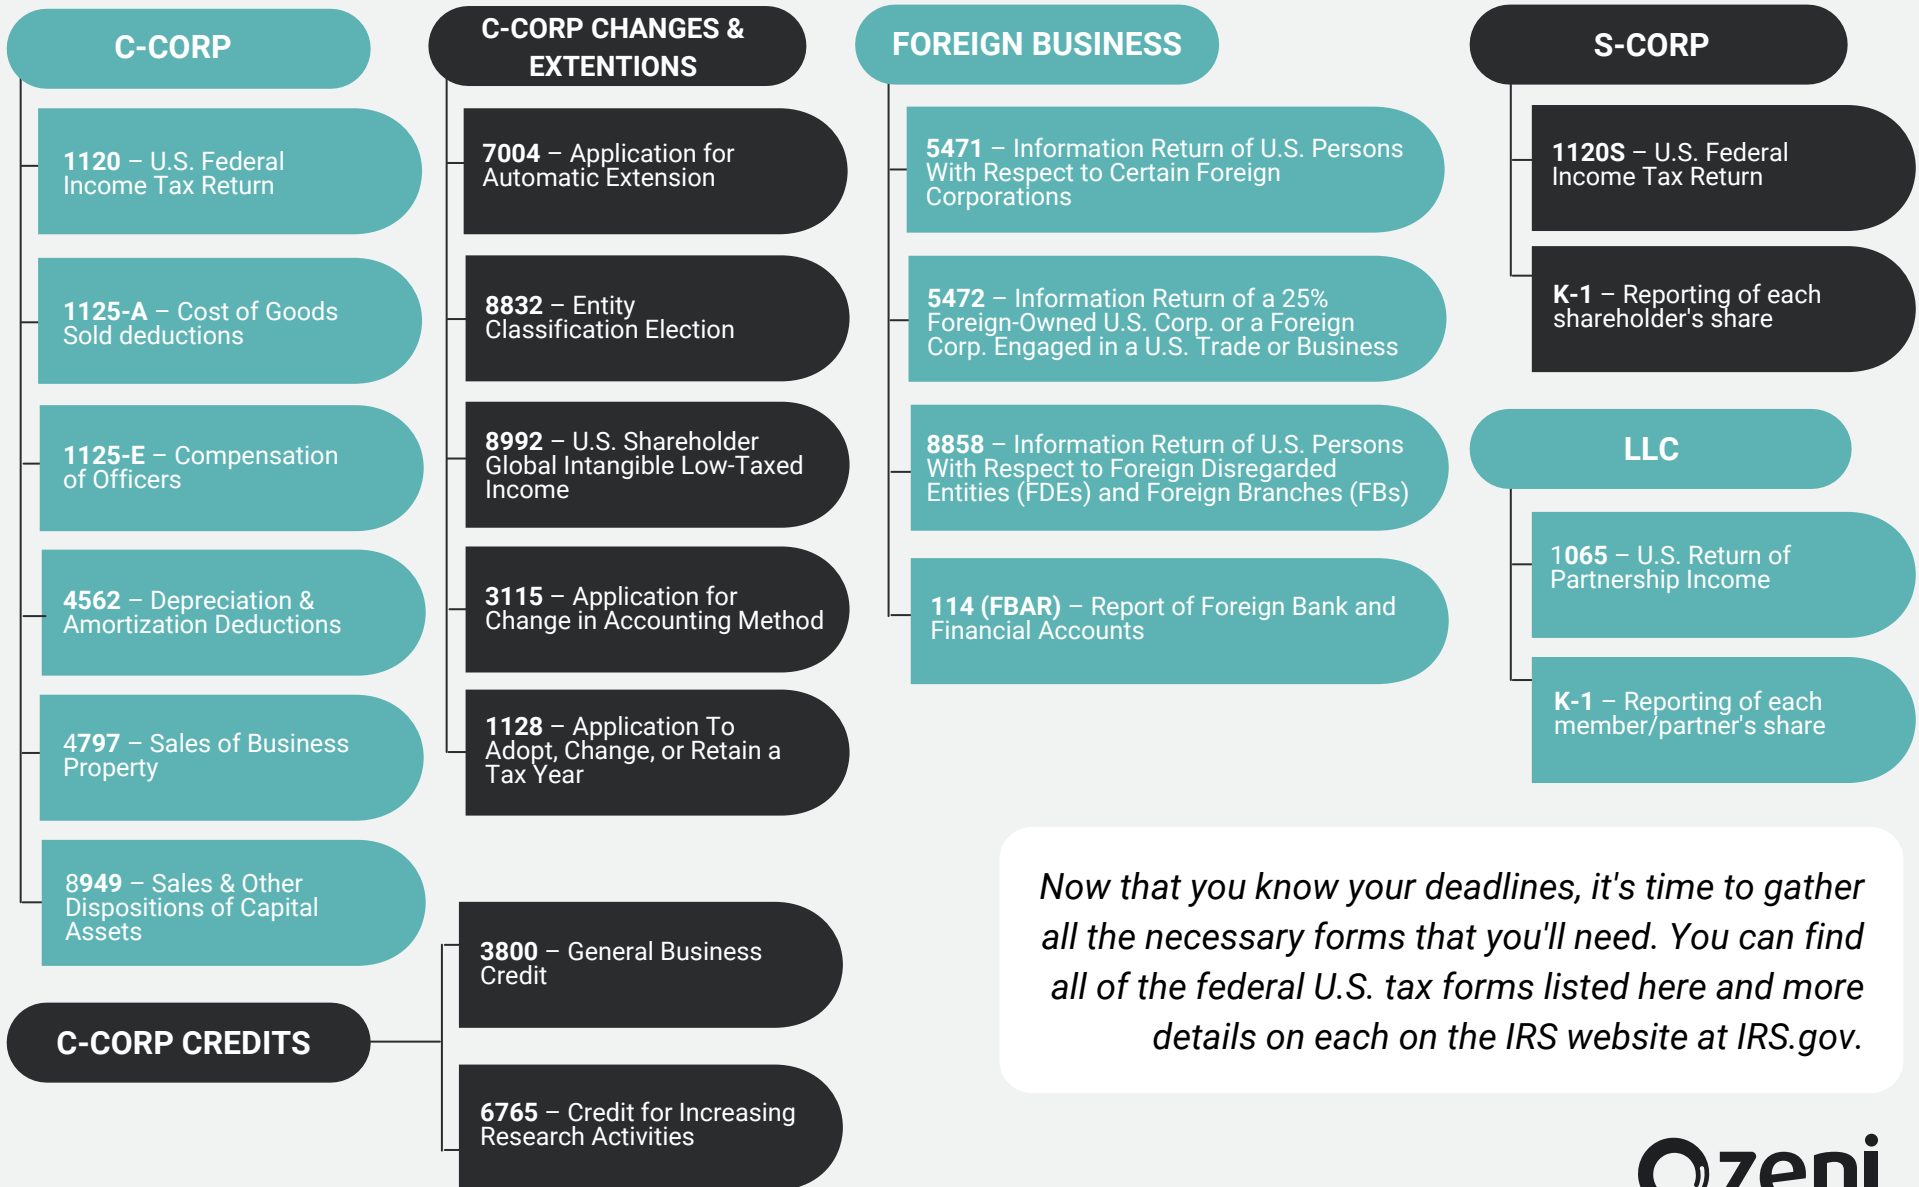 C-CORP
1120 – U.S. Federal
Income Tax Return
1125-A – Cost of Goods
Sold deductions
1125-E – Compensation
of Officers
4562 – Depreciation &
Amortization Deductions
4797 – Sales of Business
Property
8949 – Sales & Other
Dispositions of Capital
Assets
C-CORP CHANGES &
EXTENTIONS
7004 – Application for
Automatic Extension
8832 – Entity
Classification Election
8992 – U.S. Shareholder
Global Intangible Low-Taxed
Income
3115 – Application for
Change in Accounting Method
1128 – Application To
Adopt, Change, or Retain a
Tax Year
FOREIGN BUSINESS
5471 – Information Return of U.S. Persons
With Respect to Certain Foreign
Corporations
5472 – Information Return of a 25%
Foreign-Owned U.S. Corp. or a Foreign
Corp. Engaged in a U.S. Trade or Business
8858 – Information Return of U.S. Persons
With Respect to Foreign Disregarded
Entities (FDEs) and Foreign Branches (FBs)
114 (FBAR) – Report of Foreign Bank and
Financial Accounts
S-CORP
1120S – U.S. Federal
Income Tax Return
K-1 – Reporting of each
shareholder's share
LLC
1065 – U.S. Return of
Partnership Income
K-1 – Reporting of each
member/partner's share
C-CORP CREDITS
3800 – General Business
Credit
6765 – Credit for Increasing
Research Activities
Now that you know your deadlines, it's time to gather
all the necessary forms that you'll need. You can find
all of the federal U.S. tax forms listed here and more
details on each on the IRS website at IRS.gov.
zeni